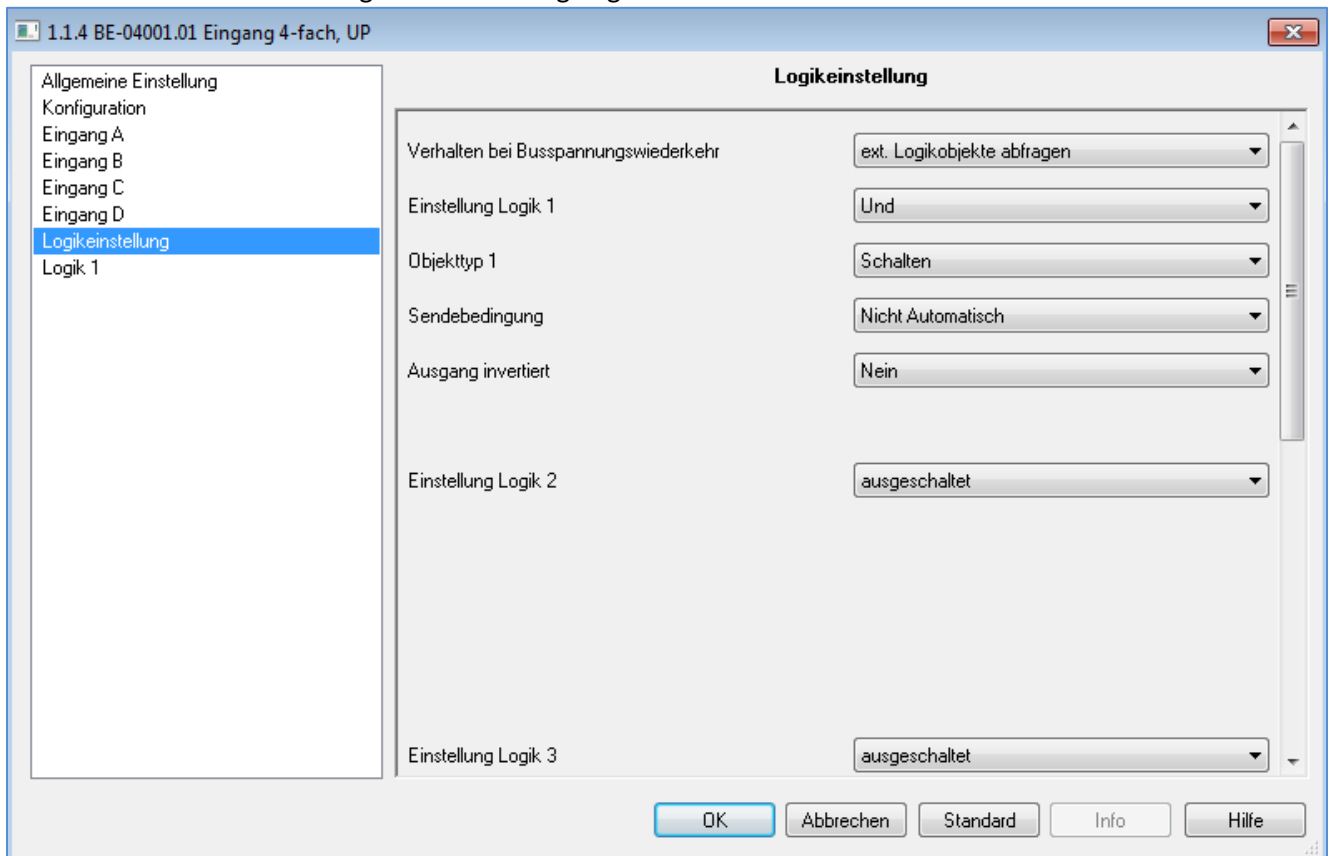 1.1.4 BE-04001.01 Eingang 4-fach, UP
Allgemeine Einstellung
Konfiguration
Eingang A
Eingang B
Eingang C
Eingang D
Logikeinstellung
Logik 1
Logikeinstellung
Verhalten bei Busspannungswiederkehr ext. Logikobjekte abfragen
Einstellung Logik 1 Und
Objekttyp 1 Schalten
Sendebedingung Nicht Automatisch
Ausgang invertiert Nein
Einstellung Logik 2 ausgeschaltet
Einstellung Logik 3 ausgeschaltet
OK Abbrechen Standard Info Hilfe